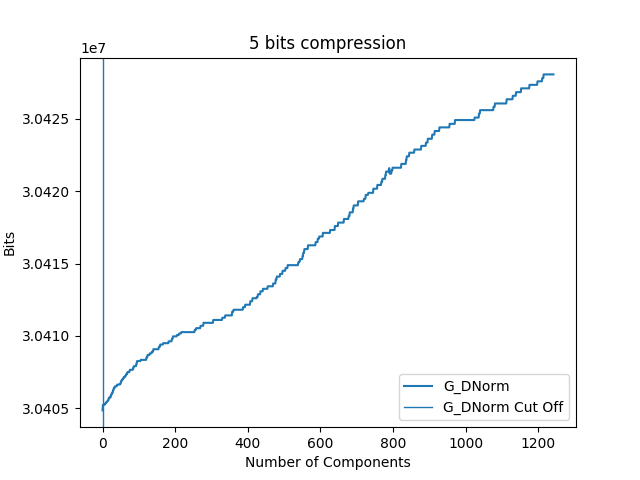 5 bits compression
1e7
3.0425
3.0420
3.0415
3.0410
3.0405
Bits
0 200 400 600 800 1000 1200
Number of Components
G_DNorm
G_DNorm Cut Off